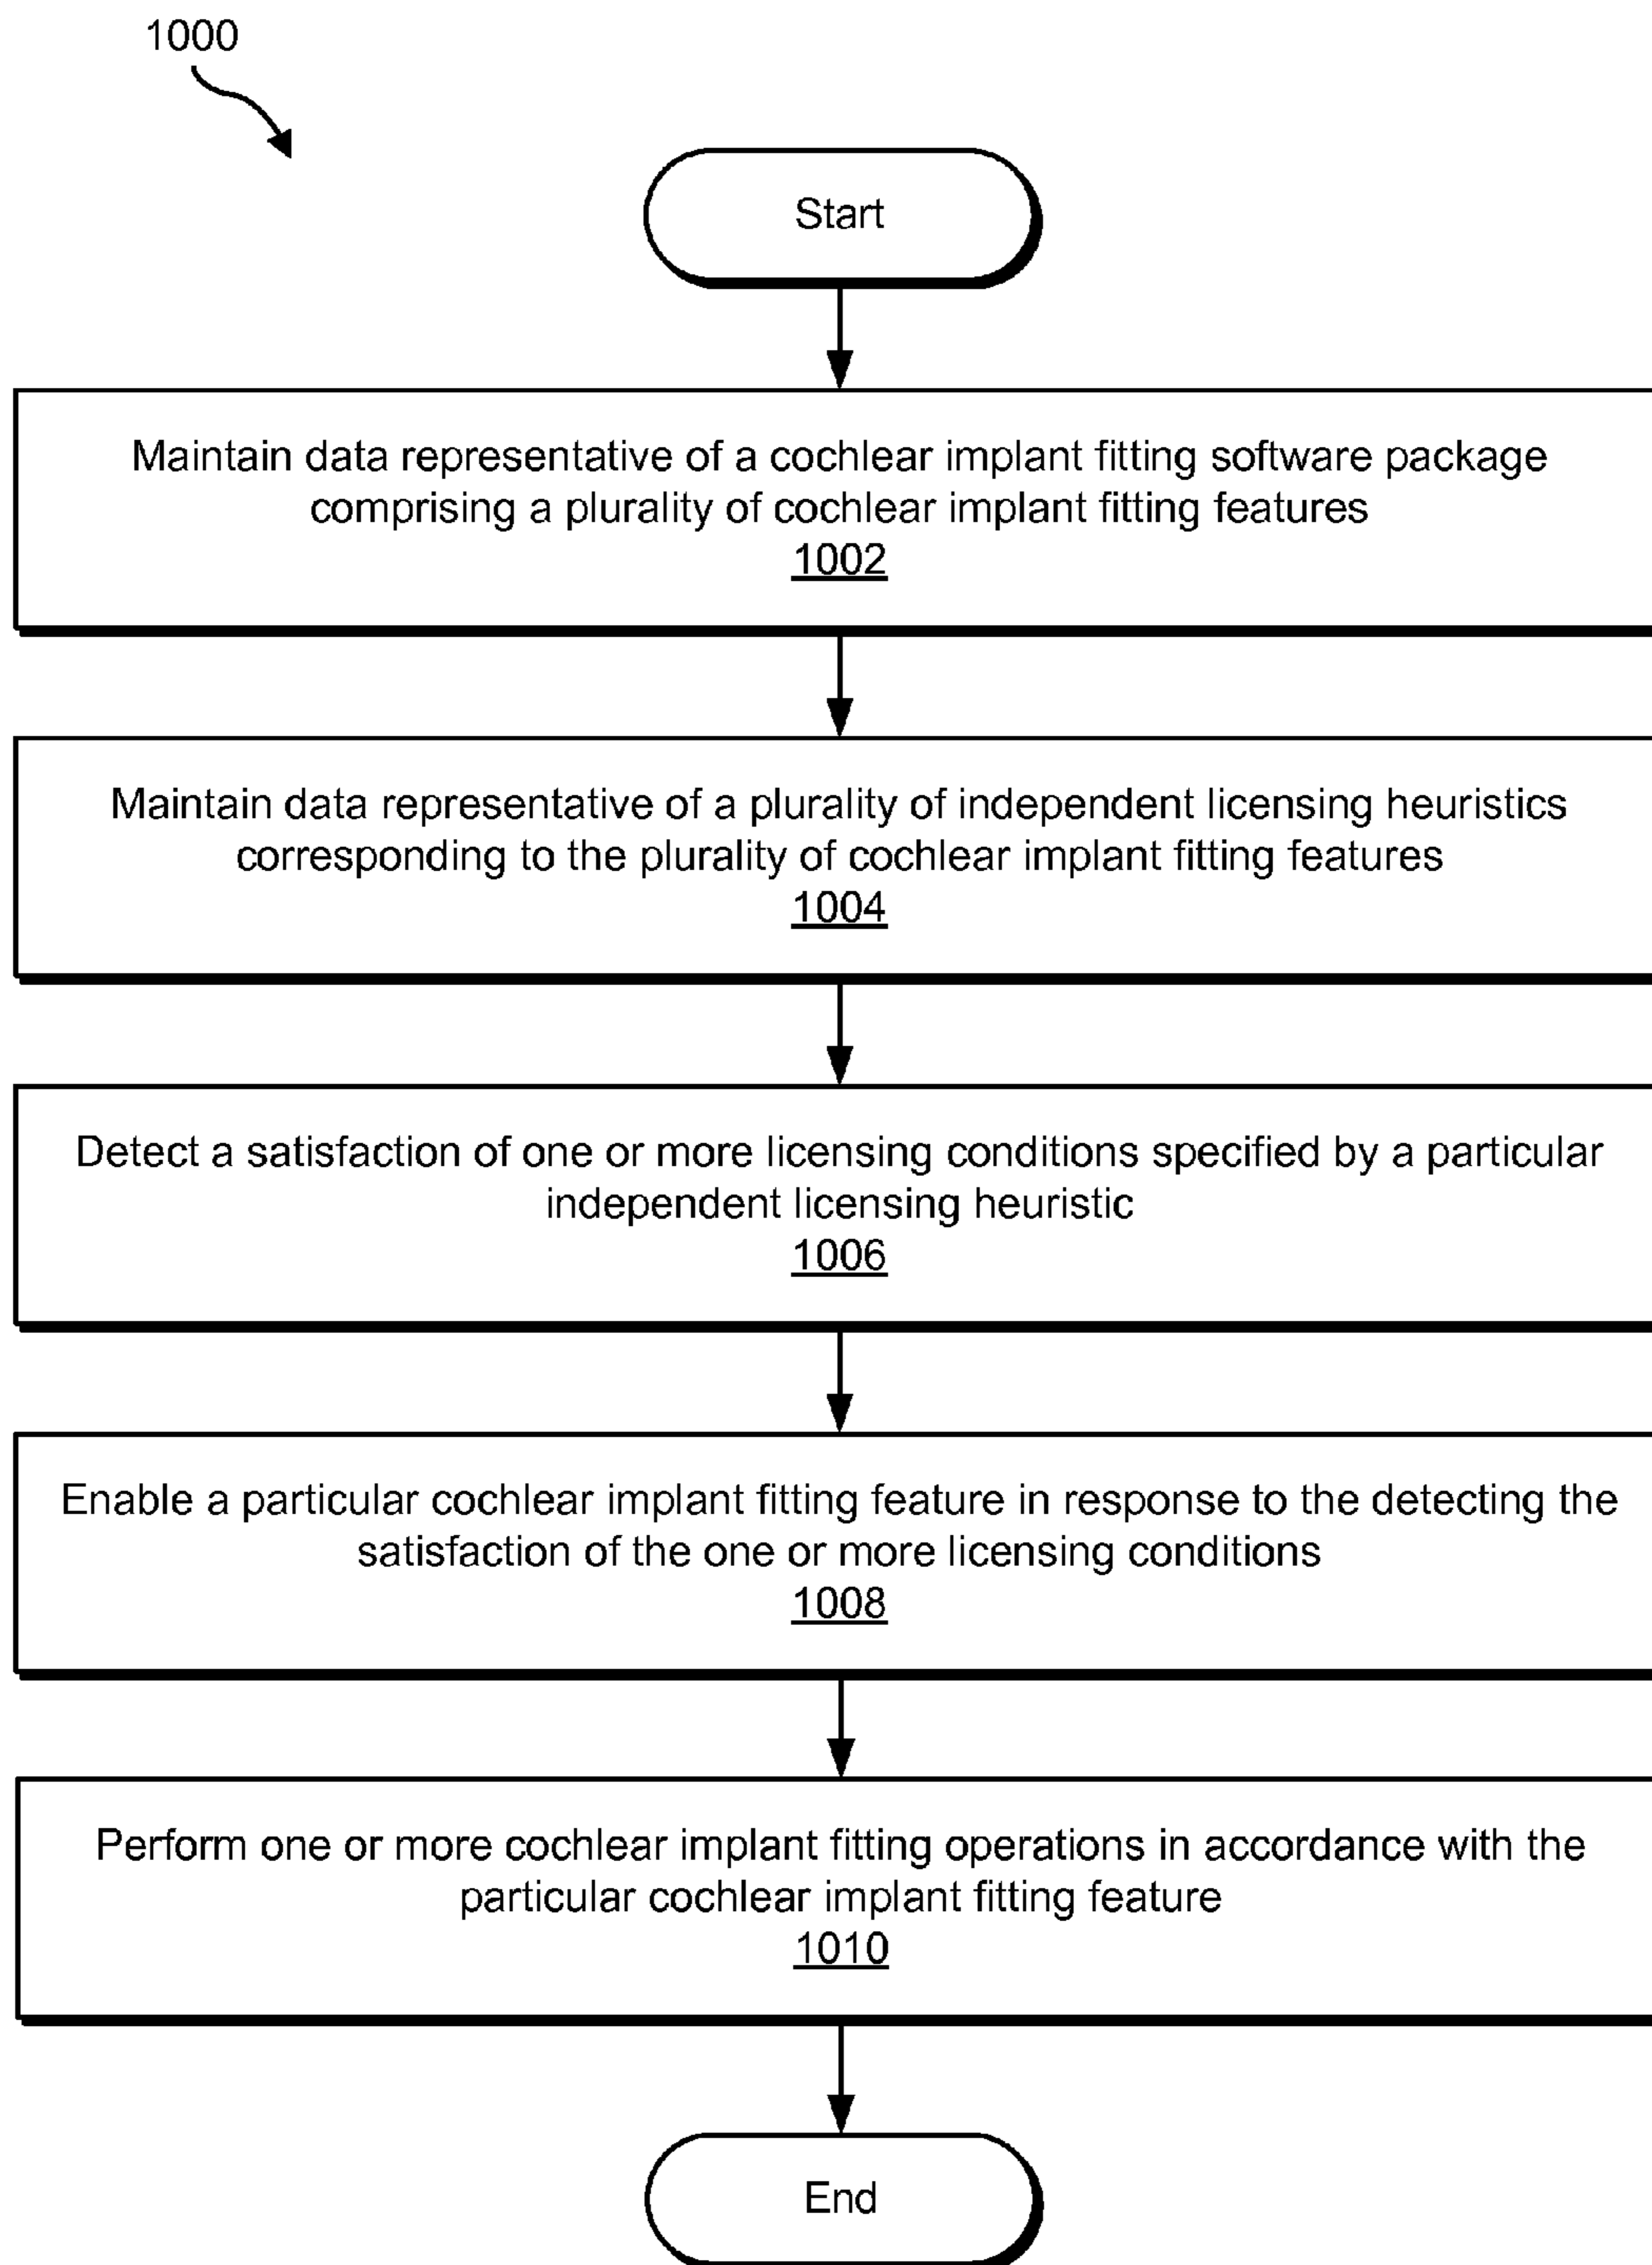 1000
Start
Maintain data representative of a cochlear implant fitting software package
comprising a plurality of cochlear implant fitting features
1002
Maintain data representative of a plurality of independent licensing heuristics
corresponding to the plurality of cochlear implant fitting features
1004
Detect a satisfaction of one or more licensing conditions specified by a particular
independent licensing heuristic
1006
Enable a particular cochlear implant fitting feature in response to the detecting the
satisfaction of the one or more licensing conditions
1008
Perform one or more cochlear implant fitting operations in accordance with the
particular cochlear implant fitting feature
1010
End